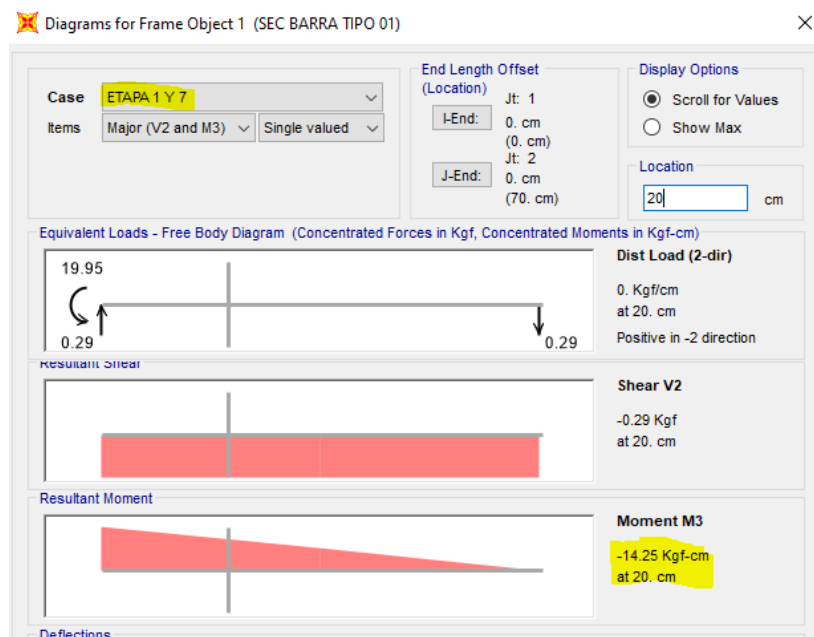 Diagrams for Frame Object 1 (SEC BARRA TIPO 01)
Case
ETAPA 1 Y 7
Items
Major (V2 and M3)
Single valued
End Length Offset
(Location)
I-End:
Jt: 1
0. cm
(0. cm)
J-End:
Jt: 2
0. cm
(70. cm)
Display Options
Scroll for Values
Show Max
Location
20
cm
Equivalent Loads - Free Body Diagram (Concentrated Forces in Kgf, Concentrated Moments in Kgf-cm)
19.95
0.29
0.29
Dist Load (2-dir)
0. Kgf/cm
at 20. cm
Positive in -2 direction
Resultant Shear
Shear V2
-0.29 Kgf
at 20. cm
Resultant Moment
Moment M3
-14.25 Kgf-cm
at 20. cm
Deflections